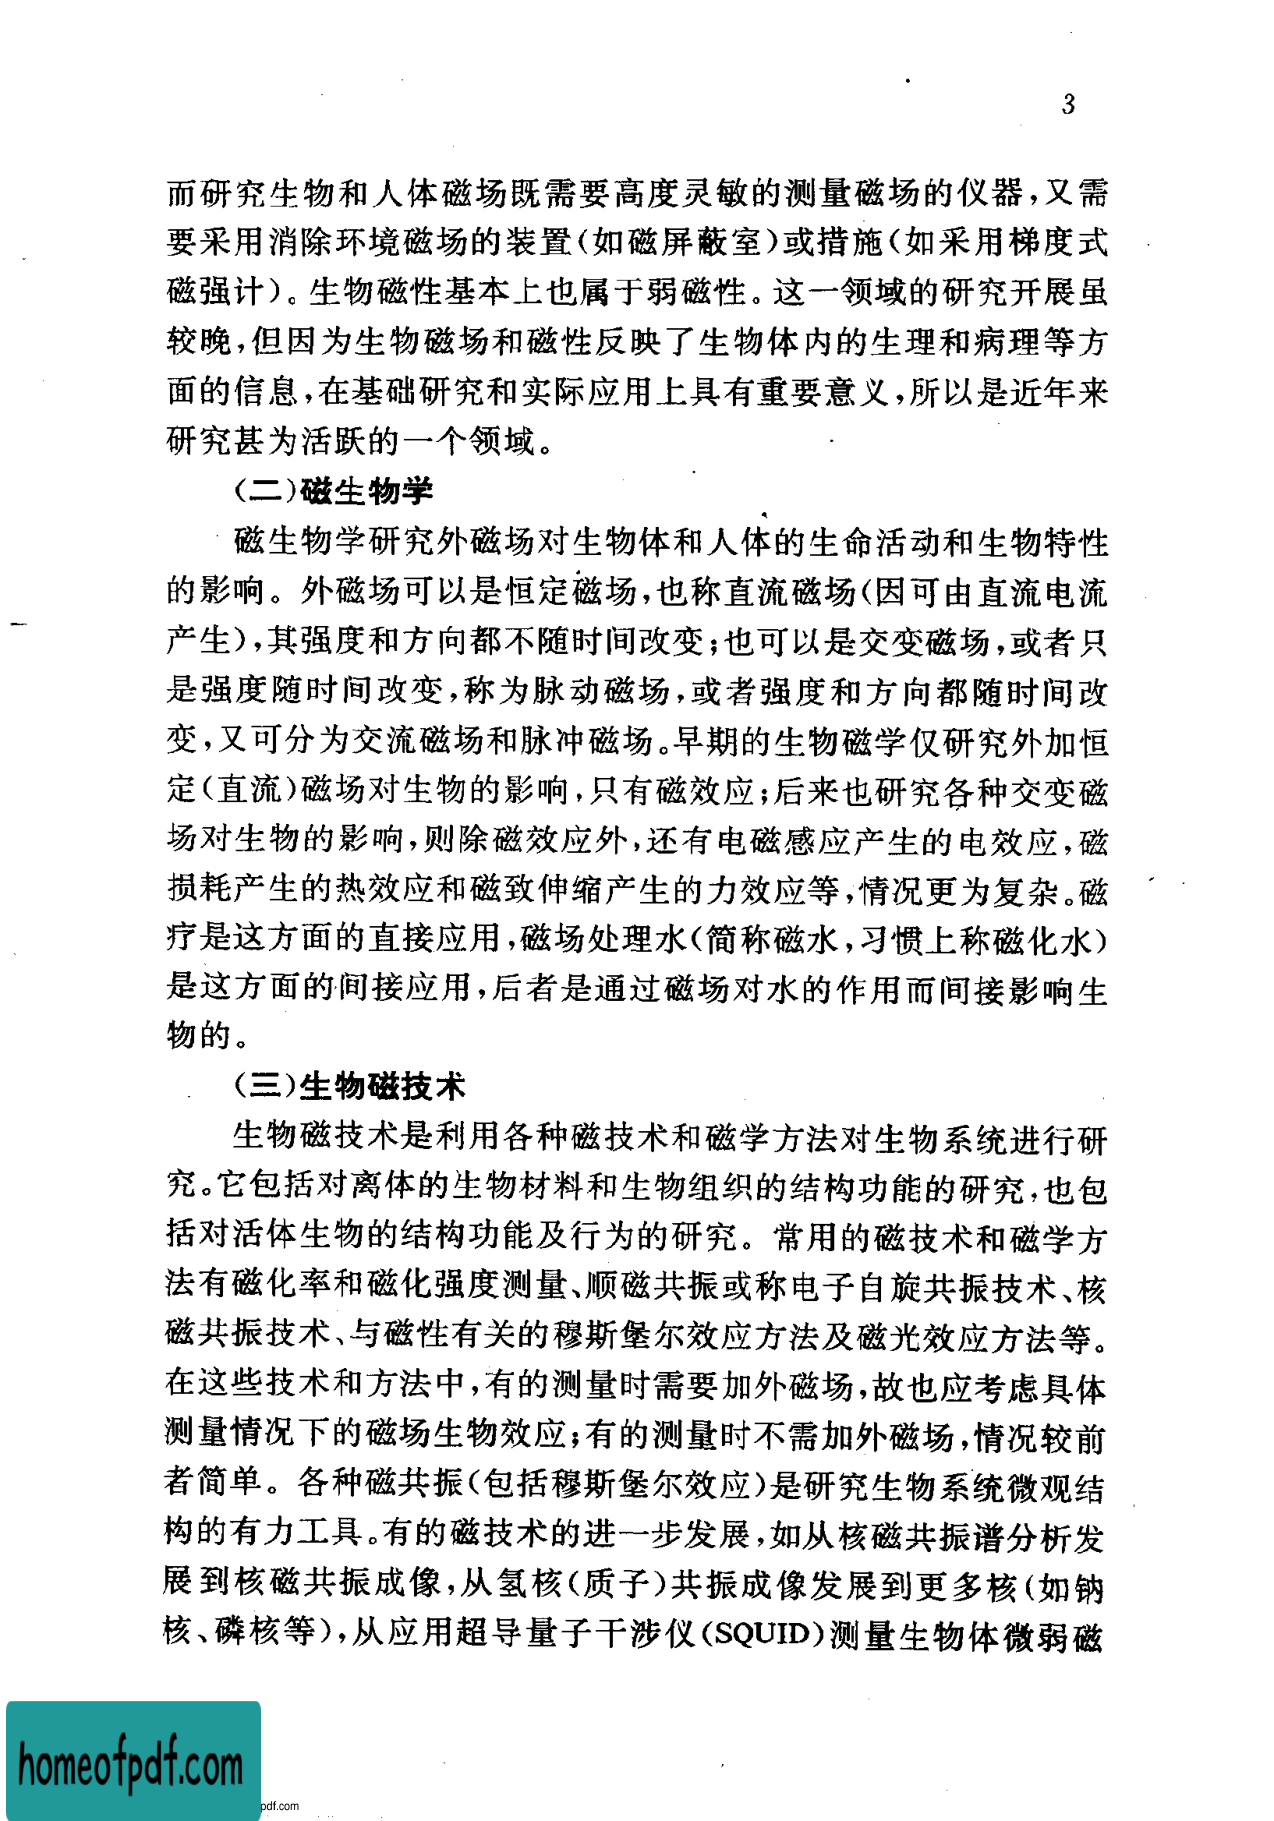 3
而研究生物和人体磁场既需要高度灵敏的测量磁场的仪器，又需
要采用消除环境磁场的装置（如磁屏蔽室）或措施（如采用梯度式
磁强计）。生物磁性基本上也属于弱磁性。这一领域的研究开展虽
较晚，但因为生物磁场和磁性反映了生物体内的生理和病理等方
面的信息，在基础研究和实际应用上具有重要意义，所以是近年来
研究甚为活跃的一个领域。
（二）磁生物学
磁生物学研究外磁场对生物体和人体的生命活动和生物特性
的影响。外磁场可以是恒定磁场，也称直流磁场（因可由直流电流
产生），其强度和方向都不随时间改变；也可以是交变磁场，或者只
是强度随时间改变，称为脉动磁场，或者强度和方向都随时间改
变，又可分为交流磁场和脉冲磁场。早期的生物磁学仅研究外加恒
定（直流）磁场对生物的影响，只有磁效应；后来也研究各种交变磁
场对生物的影响，则除磁效应外，还有电磁感应产生的电效应，磁
损耗产生的热效应和磁致伸缩产生的力效应等，情况更为复杂。磁
疗是这方面的直接应用，磁场处理水（简称磁水，习惯上称磁化水）
是这方面的间接应用，后者是通过磁场对水的作用而间接影响生
物的。
（三）生物磁技术
生物磁技术是利用各种磁技术和磁学方法对生物系统进行研
究。它包括对离体的生物材料和生物组织的结构功能的研究，也包
括对活体生物的结构功能及行为的研究。常用的磁技术和磁学方
法有磁化率和磁化强度测量、顺磁共振或称电子自旋共振技术、核
磁共振技术、与磁性有关的穆斯堡尔效应方法及磁光效应方法等。
在这些技术和方法中，有的测量时需要加外磁场，故也应考虑具体
测量情况下的磁场生物效应；有的测量时不需加外磁场，情况较前
者简单。各种磁共振（包括穆斯堡尔效应）是研究生物系统微观结
构的有力工具。有的磁技术的进一步发展，如从核磁共振谱分析发
展到核磁共振成像，从氢核（质子）共振成像发展到更多核（如钠
核、磷核等），从应用超导量子干涉仪（SQUID）测量生物体微弱磁
homeofpdf.com
pdf.com